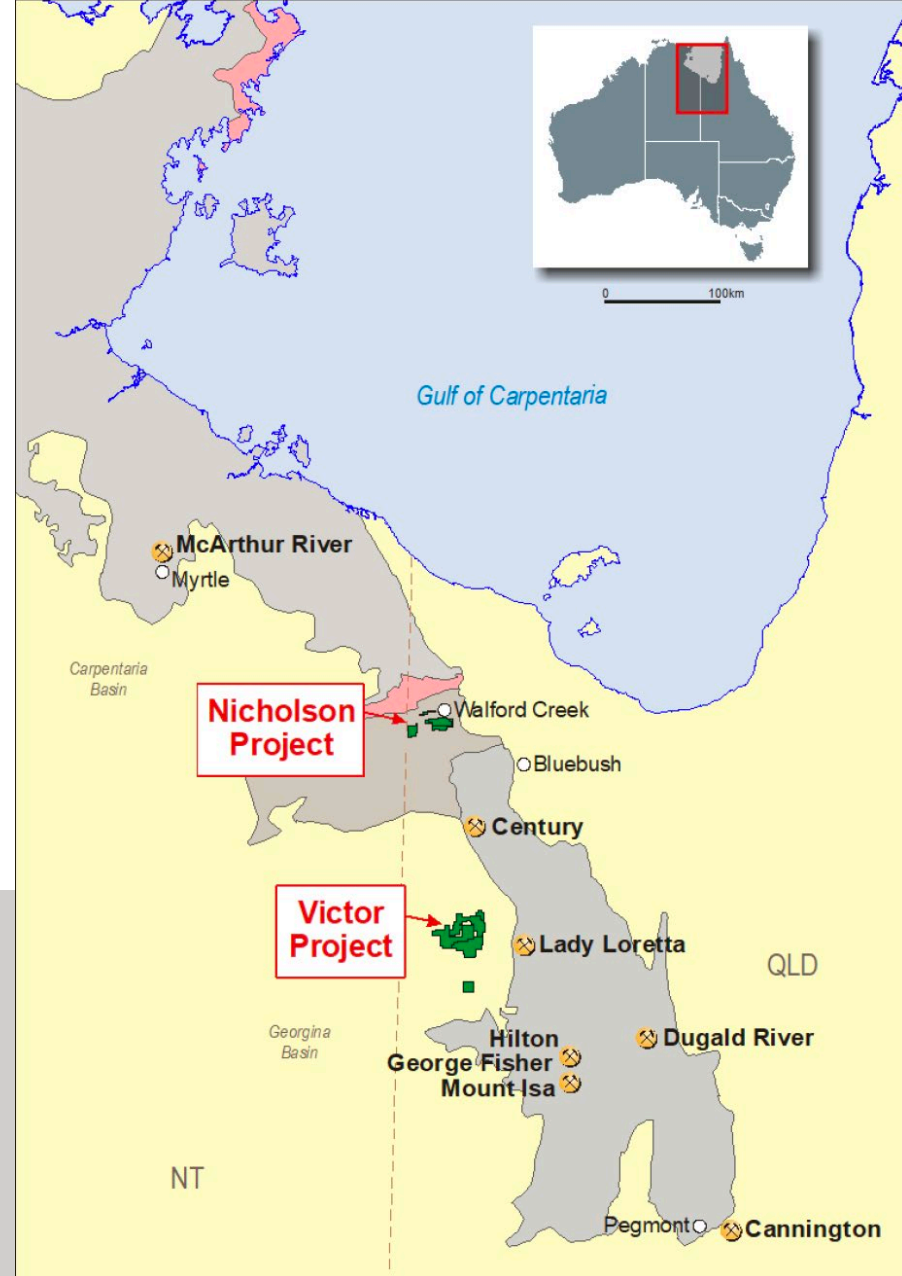 0 100km
Gulf of Carpentaria
McArthur River
Myrtle
Carpentaria
Basin
Nicholson
Project
Walford Creek
Bluebush
Century
Victor
Project
Lady Loretta
QLD
Georgina
Basin
Hilton
George Fisher
Mount Isa
Dugald River
NT
Pegmont
Cannington